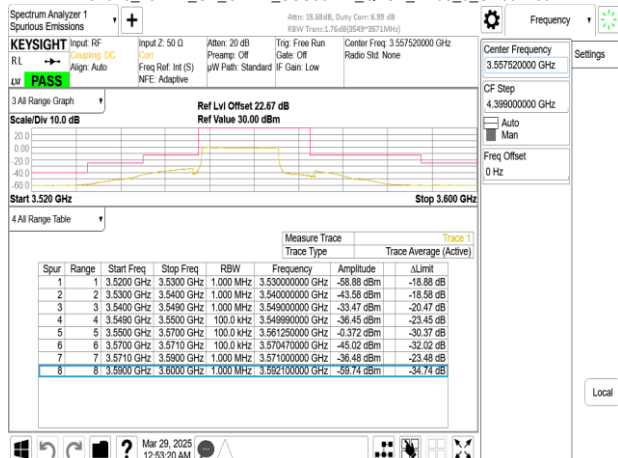 Spectrum Analyzer 1
Spurious Emissions
Attn: 15.68dB, Duty Corr: 6.99 dB
RBW Trans:1.76dB(3549~3571MHz)
Frequency
KEYSIGHT
Input: RF
Input Z: 50 Ω
Atten: 20 dB
Trig: Free Run
Center Freq: 3.557520000 GHz
RL
Coupling: DC
Corr
Preamp: Off
Gate: Off
Radio Std: None
Align: Auto
Freq Ref: Int (S)
µW Path: Standard
IF Gain: Low
NFE: Adaptive
PASS
Center Frequency
3.557520000 GHz
Settings
CF Step
4.399000000 GHz
Auto
Man
Freq Offset
0 Hz
3 All Range Graph
Ref Lvl Offset 22.67 dB
Scale/Div 10.0 dB
Ref Value 30.00 dBm
20.0
0.00
-20.0
-40.0
-60.0
Start 3.520 GHz
Stop 3.600 GHz
4 All Range Table
Measure Trace Trace 1
Trace Type Trace Average (Active)
Spur Range Start Freq Stop Freq RBW Frequency Amplitude ΔLimit
1 1 3.5200 GHz 3.5300 GHz 1.000 MHz 3.530000000 GHz -58.88 dBm -18.88 dB
2 2 3.5300 GHz 3.5400 GHz 1.000 MHz 3.540000000 GHz -43.58 dBm -18.58 dB
3 3 3.5400 GHz 3.5490 GHz 1.000 MHz 3.549000000 GHz -33.47 dBm -20.47 dB
4 4 3.5490 GHz 3.5500 GHz 100.0 kHz 3.549990000 GHz -36.45 dBm -23.45 dB
5 5 3.5500 GHz 3.5700 GHz 100.0 kHz 3.561250000 GHz -0.372 dBm -30.37 dB
6 6 3.5700 GHz 3.5710 GHz 100.0 kHz 3.570470000 GHz -45.02 dBm -32.02 dB
7 7 3.5710 GHz 3.5900 GHz 1.000 MHz 3.571000000 GHz -36.48 dBm -23.48 dB
8 8 3.5900 GHz 3.6000 GHz 1.000 MHz 3.592100000 GHz -59.74 dBm -34.74 dB
Local
?
Mar 29, 2025
12:53:20 AM